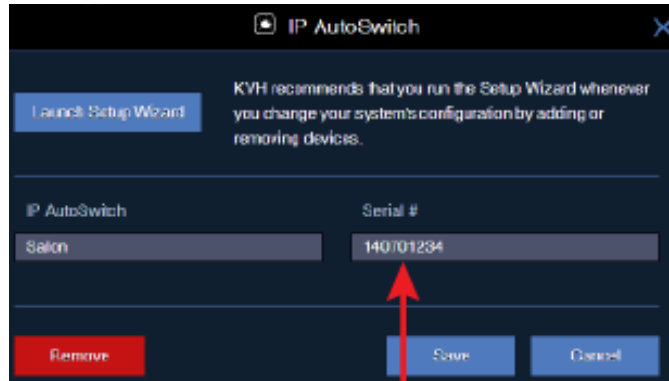 IP AutoSwitch
Launch Setup Wizard
KVH recommends that you run the Setup Wizard whenever
you change your system's configuration by adding or
removing devices.
IP AutoSwitch
Serial #
Salon
140701234
Remove
Save
Cancel